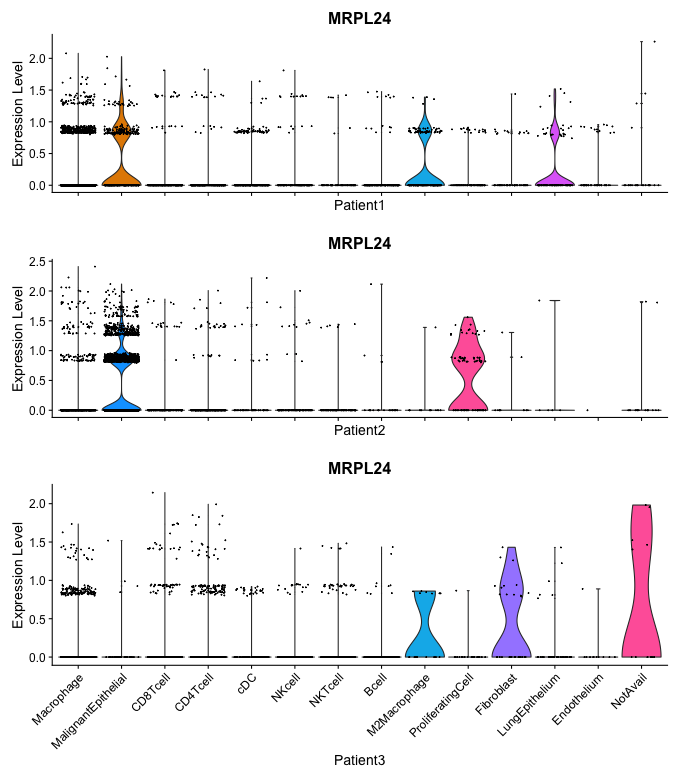 MRPL24
Expression Level
2.0
1.5
1.0
0.5
0.0
Patient1
MRPL24
Expression Level
2.5
2.0
1.5
1.0
0.5
0.0
Patient2
MRPL24
Expression Level
2.0
1.5
1.0
0.5
0.0
Macrophage
MalignantEpithelial
CD8Tcell
CD4Tcell
cDC
NKcell
NKTcell
Bcell
M2Macrophage
ProliferatingCell
Fibroblast
LungEpithelium
Endothelium
NotAvail
Patient3